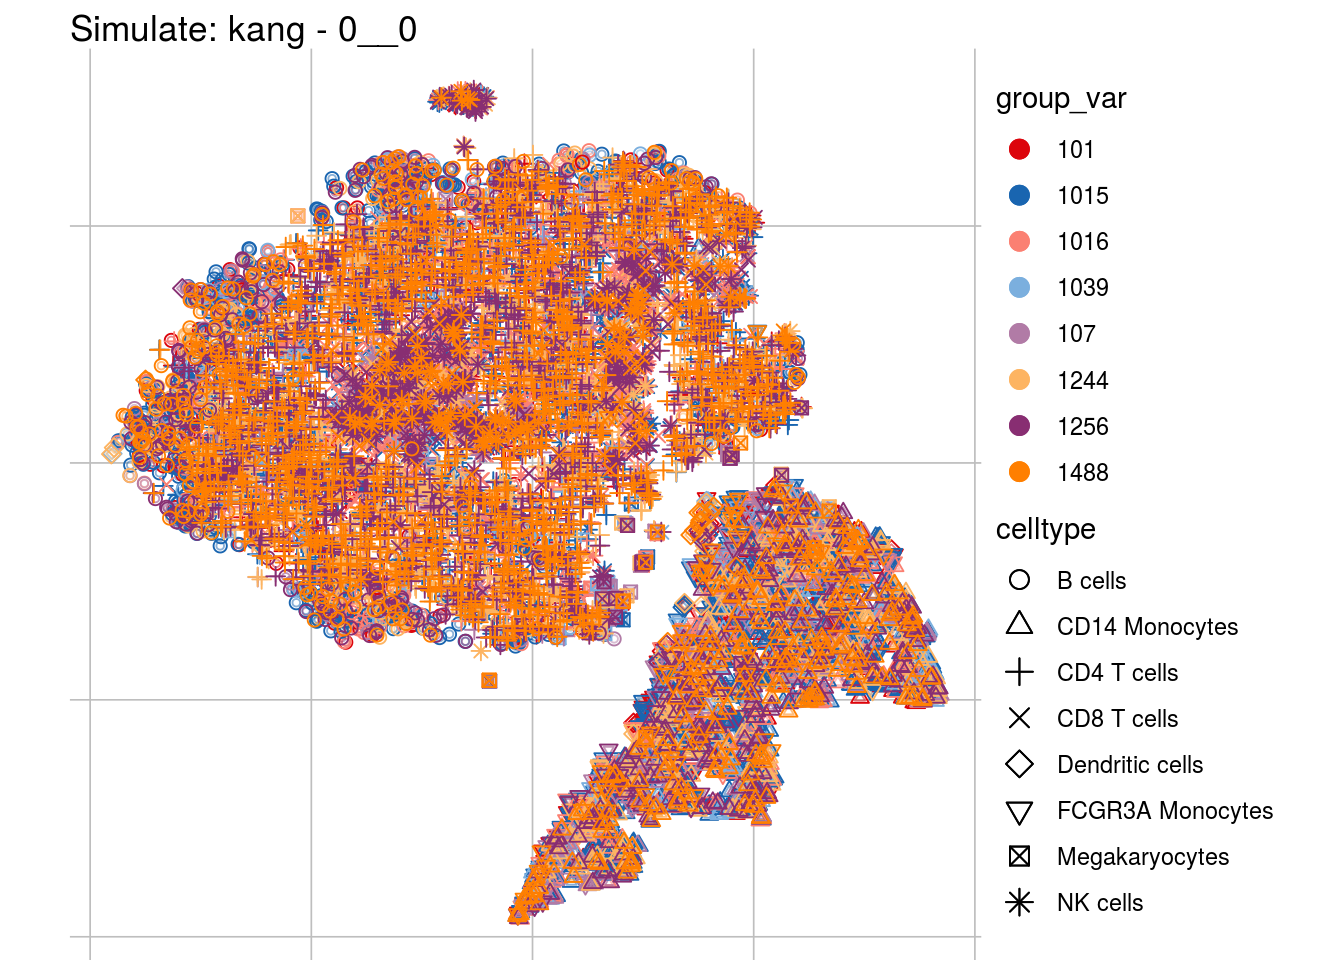 Simulate: kang - 0__0
group_var
101
1015
1016
1039
107
1244
1256
1488
celltype
B cells
CD14 Monocytes
CD4 T cells
CD8 T cells
Dendritic cells
FCGR3A Monocytes
Megakaryocytes
NK cells